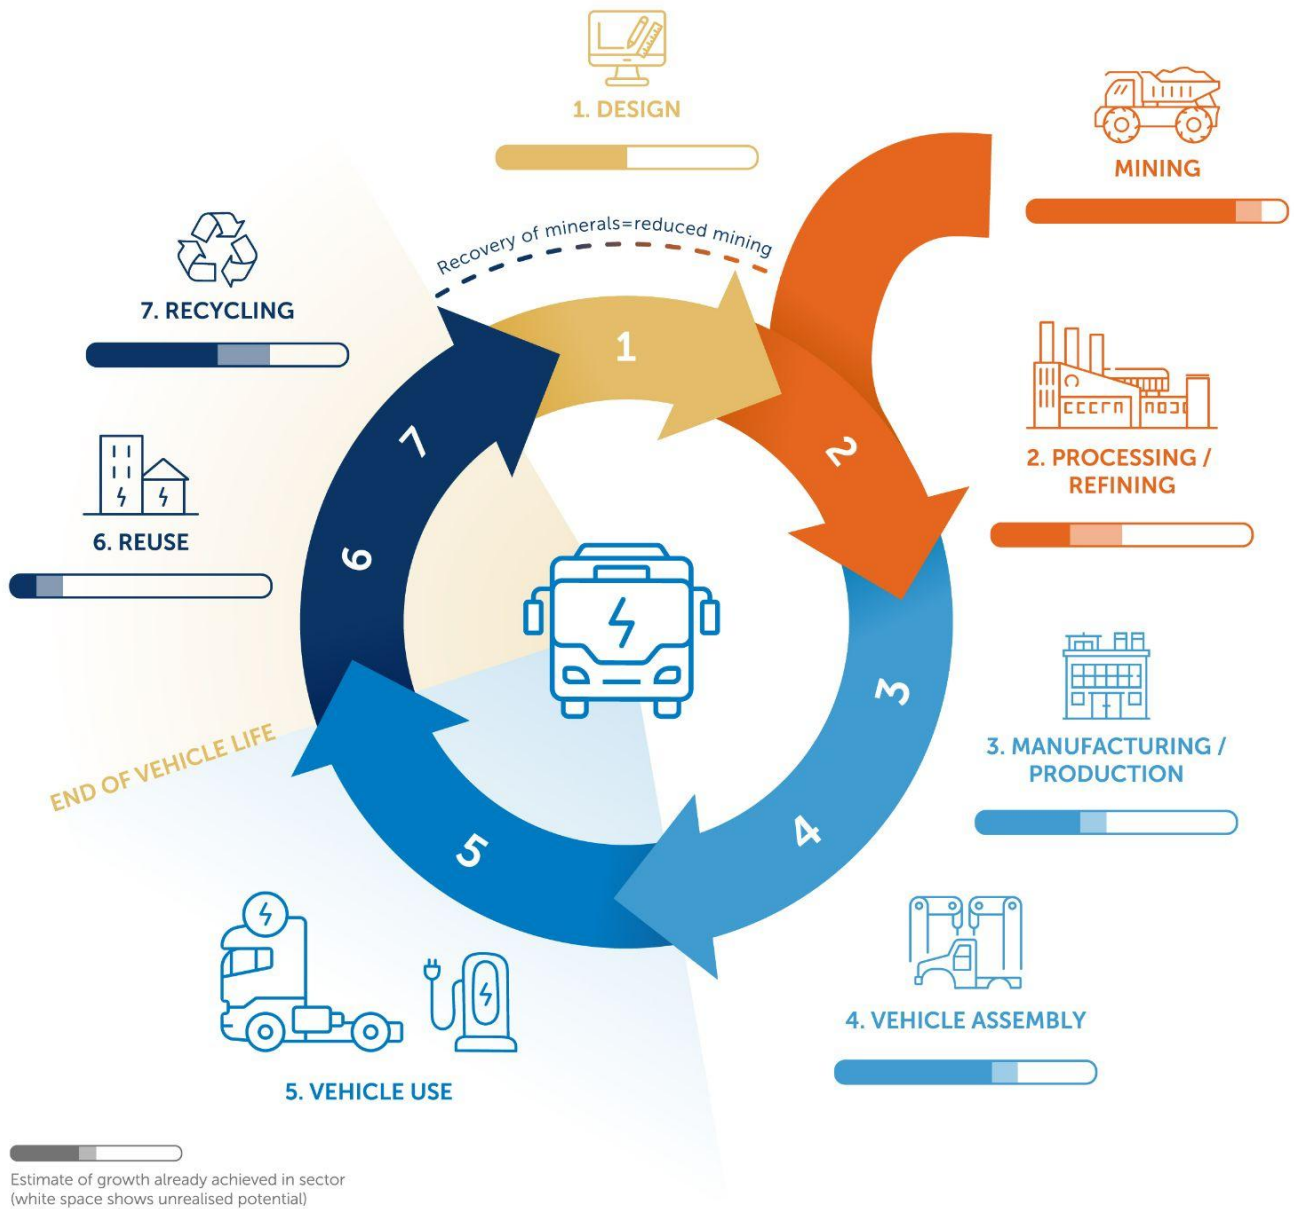 1. DESIGN
MINING
Recovery of minerals=reduced mining
7. RECYCLING
1
2
7
2. PROCESSING /
REFINING
6. REUSE
6
3
3. MANUFACTURING /
PRODUCTION
END OF VEHICLE LIFE
4
5
4. VEHICLE ASSEMBLY
5. VEHICLE USE
Estimate of growth already achieved in sector
(white space shows unrealised potential)